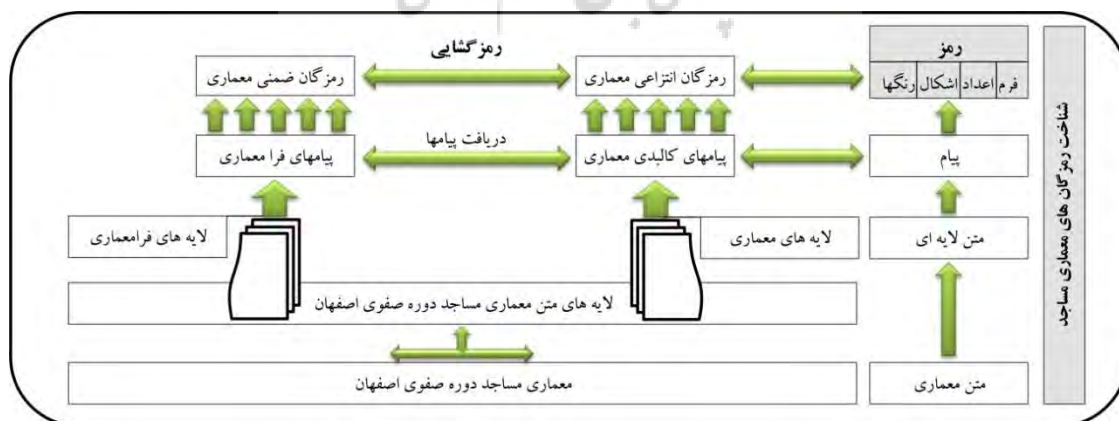 رمزگشایی
رمز
فرم
اعداد
اشکال
رنگها
رمزگان انتزاعی معماری
رمزگان ضمنی معماری
دریافت پیامها
پیام
پیامهای کالبدی معماری
پیامهای فرا معماری
متن لایه ای
لایه های معماری
لایه های فرامعماری
لایه های متن معماری مساجد دوره صفوی اصفهان
متن معماری
معماری مساجد دوره صفوی اصفهان
شناخت رمزگان های معماری مساجد